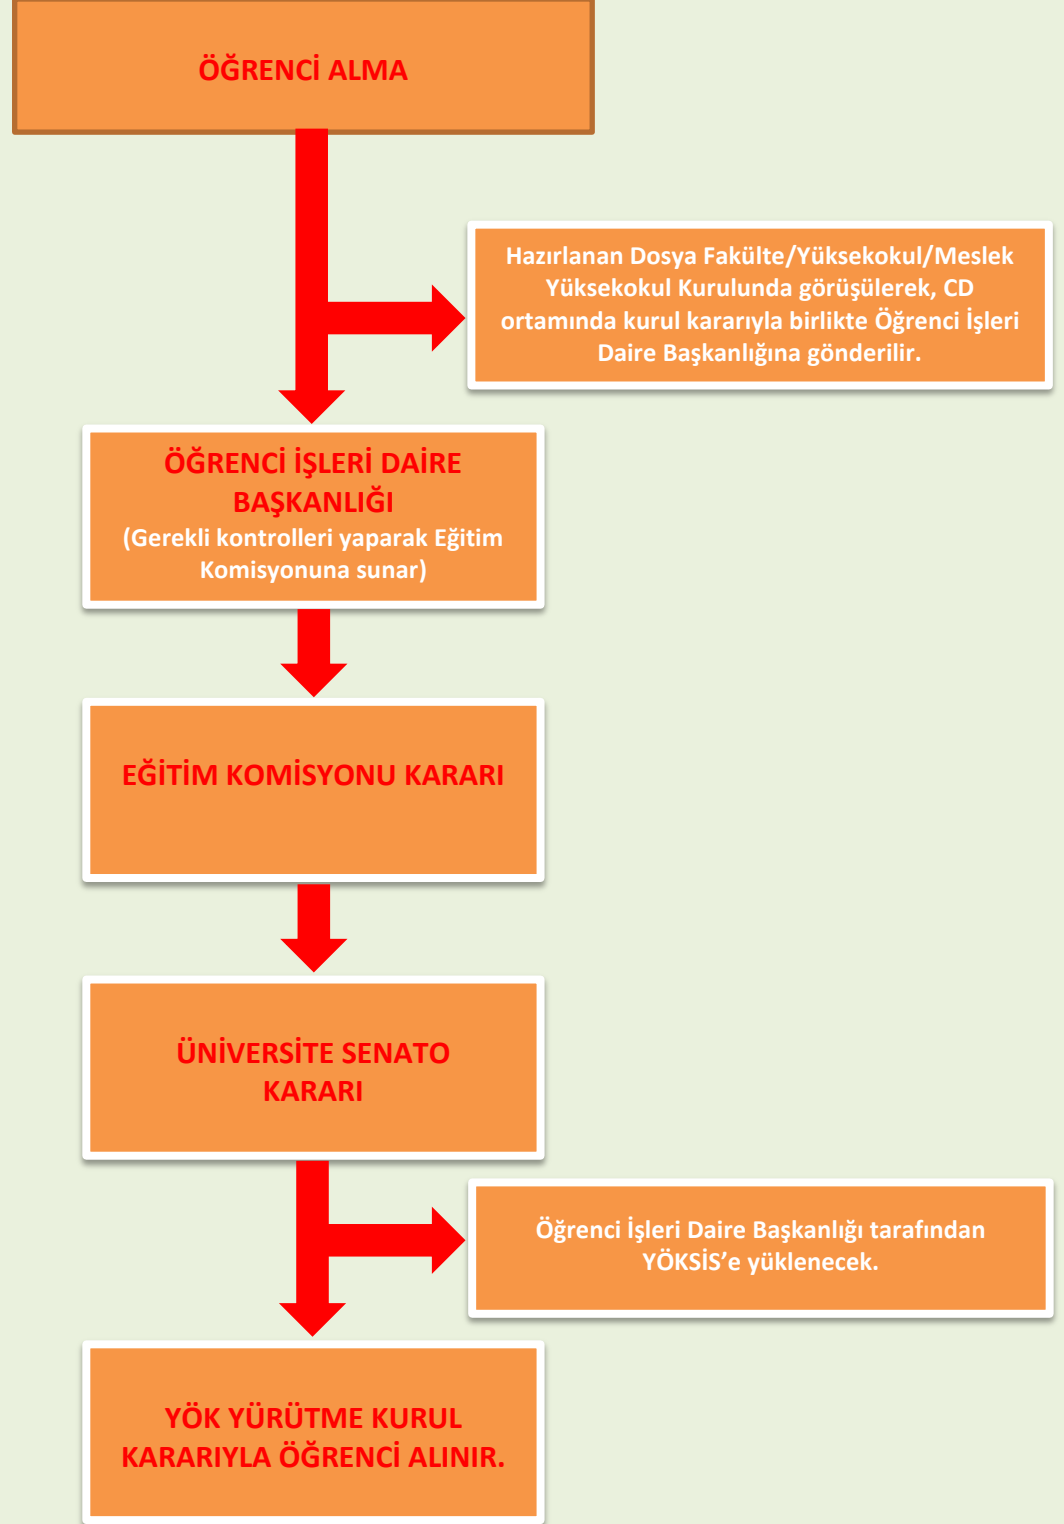 ÖĞRENCİ ALMA
Hazırlanan Dosya Fakülte/Yüksekokul/Meslek
Yüksekokul Kurulunda görüşülerek, CD
ortamında kurul kararıyla birlikte Öğrenci İşleri
Daire Başkanlığına gönderilir.
ÖĞRENCİ İŞLERİ DAİRE
BAŞKANLIĞI
(Gerekli kontrolleri yaparak Eğitim
Komisyonuna sunar)
EĞİTİM KOMİSYONU KARARI
ÜNİVERSİTE SENATO
KARARI
Öğrenci İşleri Daire Başkanlığı tarafından
YÖKSİS’e yüklenecek.
YÖK YÜRÜTME KURUL
KARARIYLA ÖĞRENCİ ALINIR.